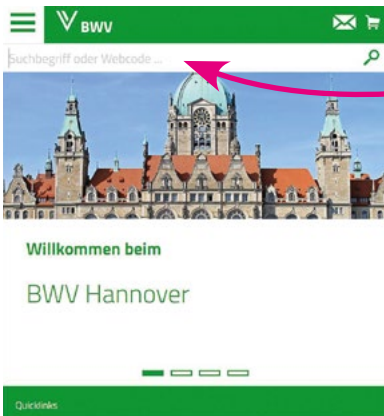 BWV
Suchbegriff oder Webcode ...
Willkommen beim
BWV Hannover
Quicklinks